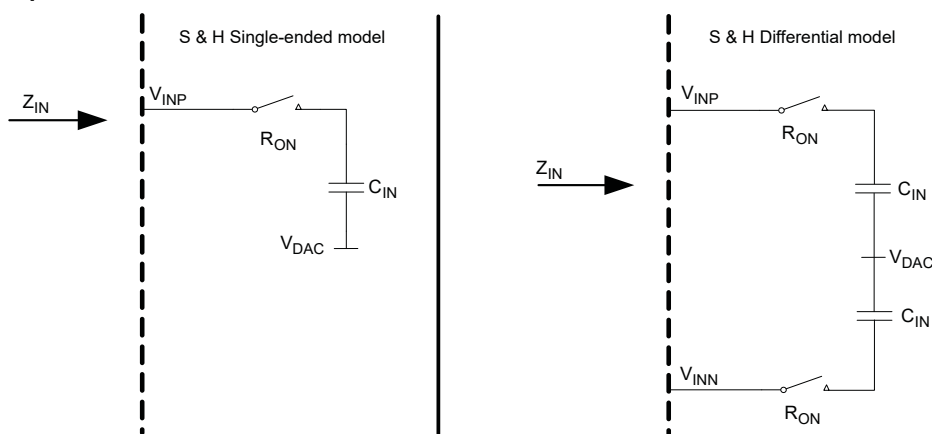 S & H Single-ended model
V_INP
Z_IN
R_ON
C_IN
V_DAC
S & H Differential model
V_INP
R_ON
Z_IN
C_IN
V_DAC
C_IN
V_INN
R_ON